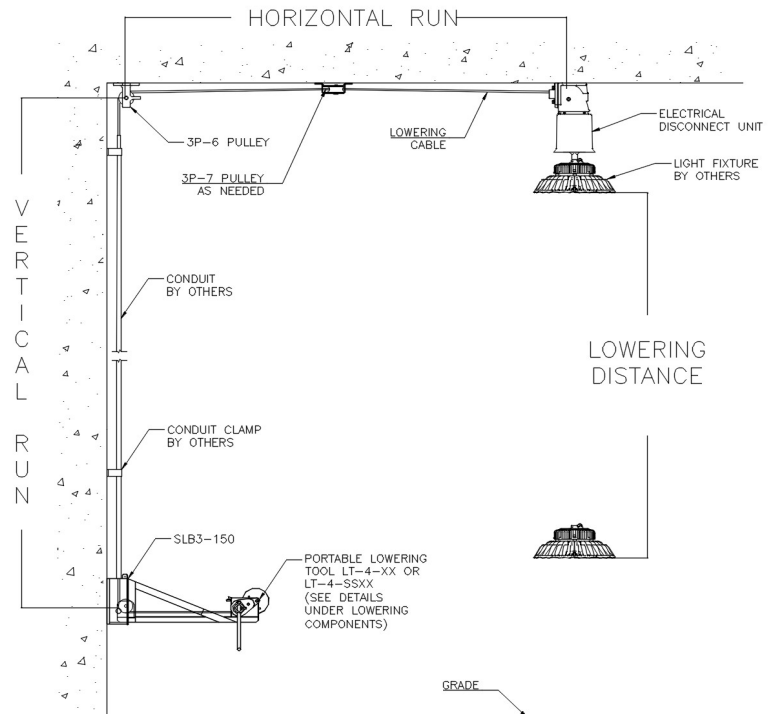 HORIZONTAL RUN
3P-6 PULLEY
3P-7 PULLEY
AS NEEDED
LOWERING
CABLE
ELECTRICAL
DISCONNECT UNIT
LIGHT FIXTURE
BY OTHERS
VERTICAL RUN
CONDUIT
BY OTHERS
LOWERING
DISTANCE
CONDUIT CLAMP
BY OTHERS
SLB3-150
PORTABLE LOWERING
TOOL LT-4-XX OR
LT-4-SSXX
(SEE DETAILS
UNDER LOWERING
COMPONENTS)
GRADE